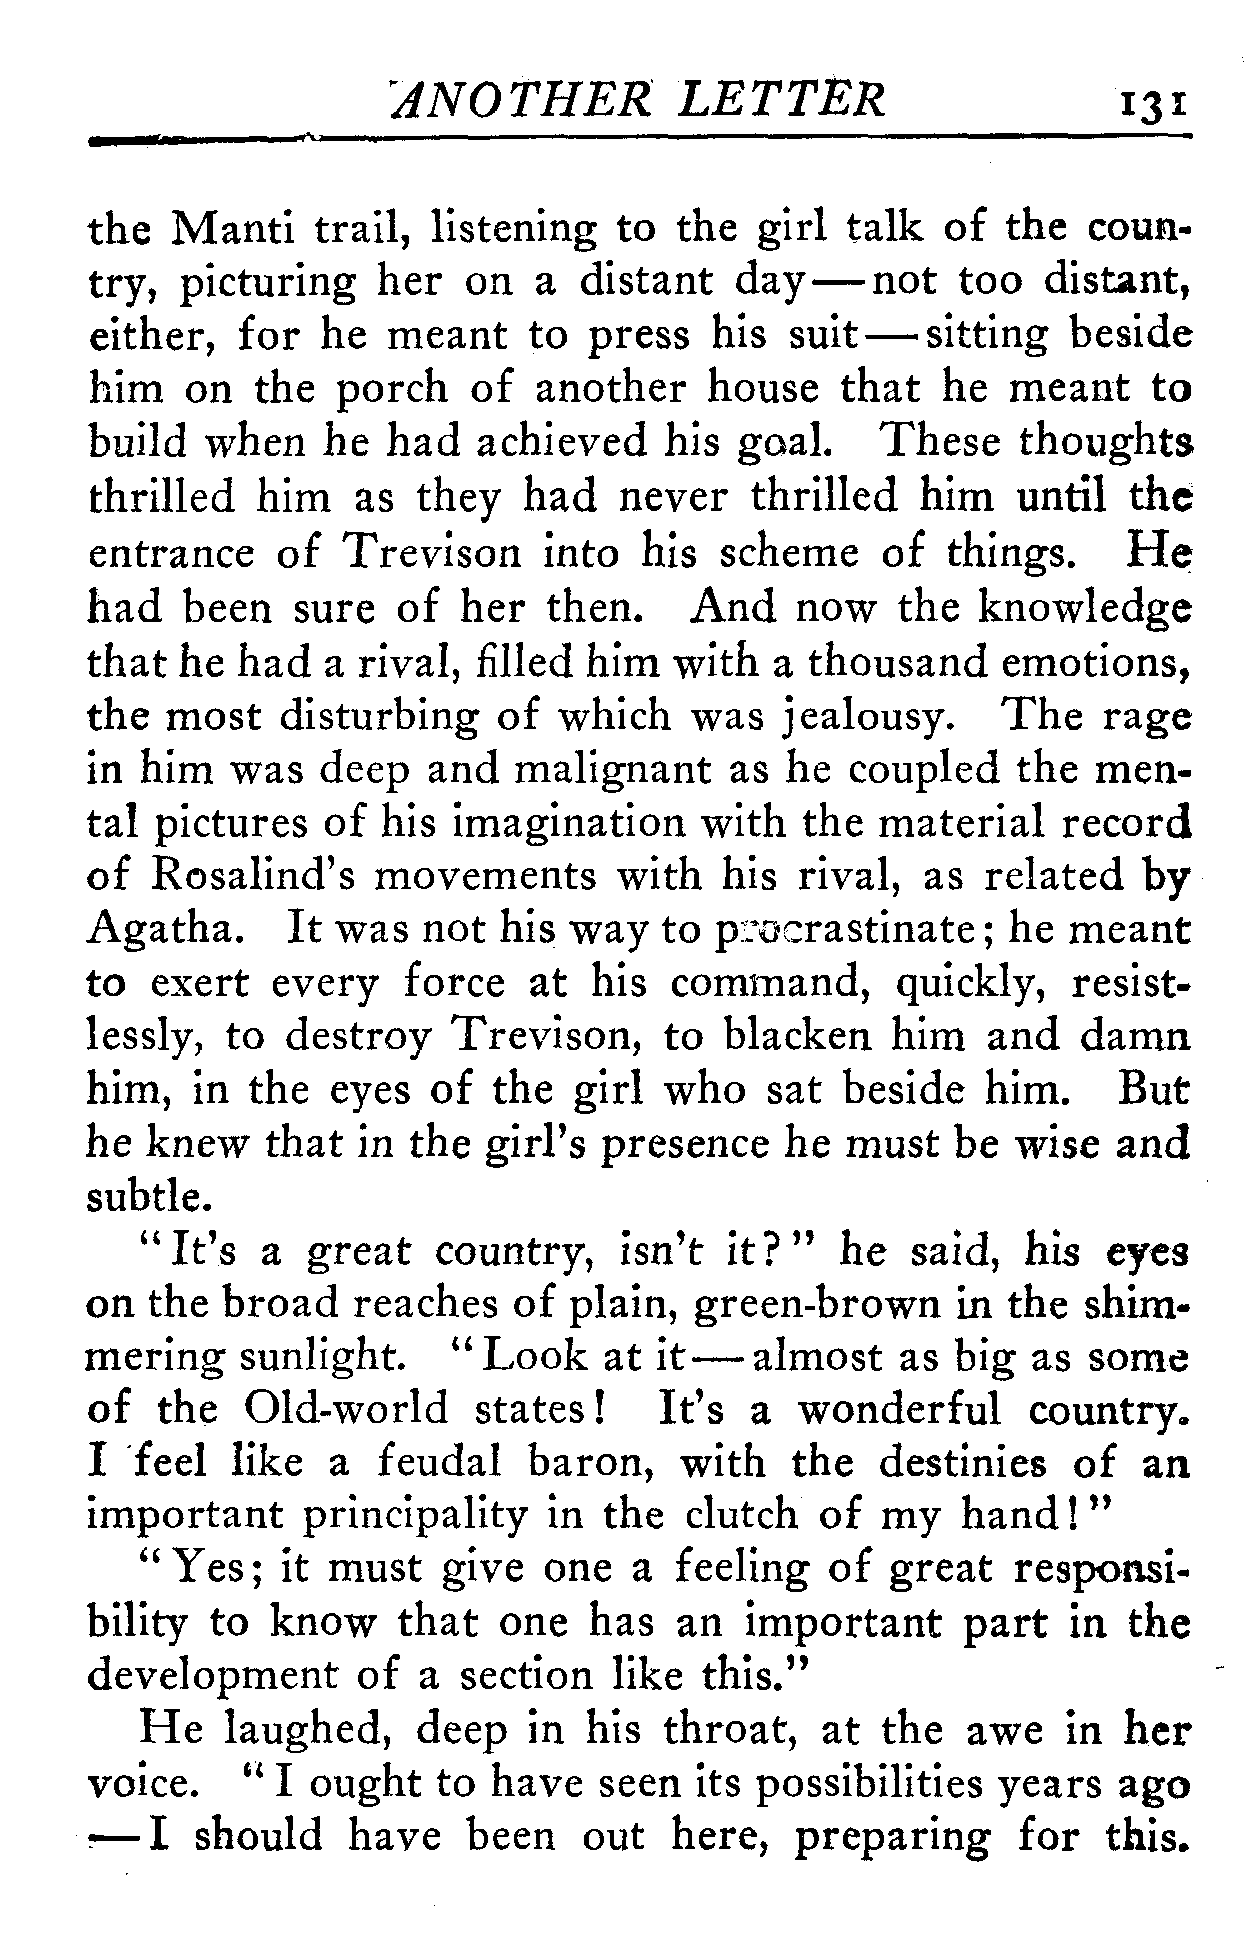 ANOTHER LETTER 131
the Manti trail, listening to the girl talk of the coun-
try, picturing her on a distant day—not too distant,
either, for he meant to press his suit—sitting beside
him on the porch of another house that he meant to
build when he had achieved his goal. These thoughts
thrilled him as they had never thrilled him until the
entrance of Trevison into his scheme of things. He
had been sure of her then. And now the knowledge
that he had a rival, filled him with a thousand emotions,
the most disturbing of which was jealousy. The rage
in him was deep and malignant as he coupled the men-
tal pictures of his imagination with the material record
of Rosalind's movements with his rival, as related by
Agatha. It was not his way to procrastinate; he meant
to exert every force at his command, quickly, resist-
lessly, to destroy Trevison, to blacken him and damn
him, in the eyes of the girl who sat beside him. But
he knew that in the girl's presence he must be wise and
subtle.
"It's a great country, isn't it?" he said, his eyes
on the broad reaches of plain, green-brown in the shim-
mering sunlight. "Look at it—almost as big as some
of the Old-world states! It's a wonderful country.
I feel like a feudal baron, with the destinies of an
important principality in the clutch of my hand!"
"Yes; it must give one a feeling of great responsi-
bility to know that one has an important part in the
development of a section like this."
He laughed, deep in his throat, at the awe in her
voice. "I ought to have seen its possibilities years ago
—I should have been out here, preparing for this.